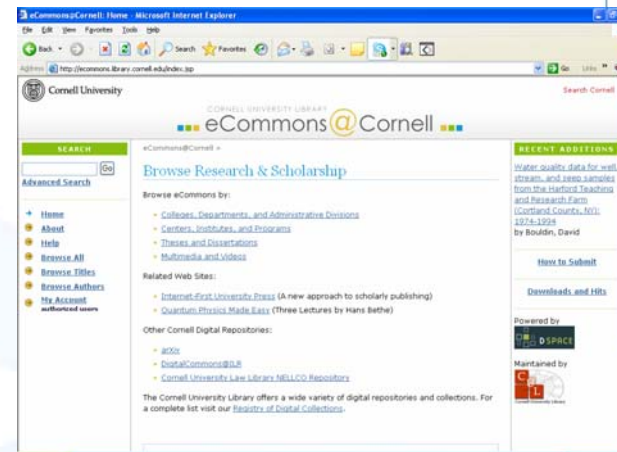 eCommons@Cornell: Home - Microsoft Internet Explorer
File Edit View Favorites Tools Help
Back Search Favorites
Address http://ecommons.library.cornell.edu/index.jsp Go Links
Cornell University
Search Cornell
CORNELL UNIVERSITY LIBRARY
eCommons@Cornell
SEARCH
Go
Advanced Search
Home
About
Help
Browse All
Browse Titles
Browse Authors
My Account
authorized users
eCommons@Cornell >
Browse Research & Scholarship
Browse eCommons by:
Colleges, Departments, and Administrative Divisions
Centers, Institutes, and Programs
Theses and Dissertations
Multimedia and Videos
Related Web Sites:
Internet-First University Press (A new approach to scholarly publishing)
Quantum Physics Made Easy (Three Lectures by Hans Bethe)
Other Cornell Digital Repositories:
arXiv
DigitalCommons@ILR
Cornell University Law Library NELLCO Repository
The Cornell University Library offers a wide variety of digital repositories and collections. For
a complete list visit our Registry of Digital Collections.
RECENT ADDITIONS
Water quality data for well,
stream, and seep samples
from the Harford Teaching
and Research Farm
(Cortland County, NY):
1974-1994
by Bouldin, David
How to Submit
Downloads and Hits
Powered by
DSPACE
Maintained by
C
L
Cornell University Library